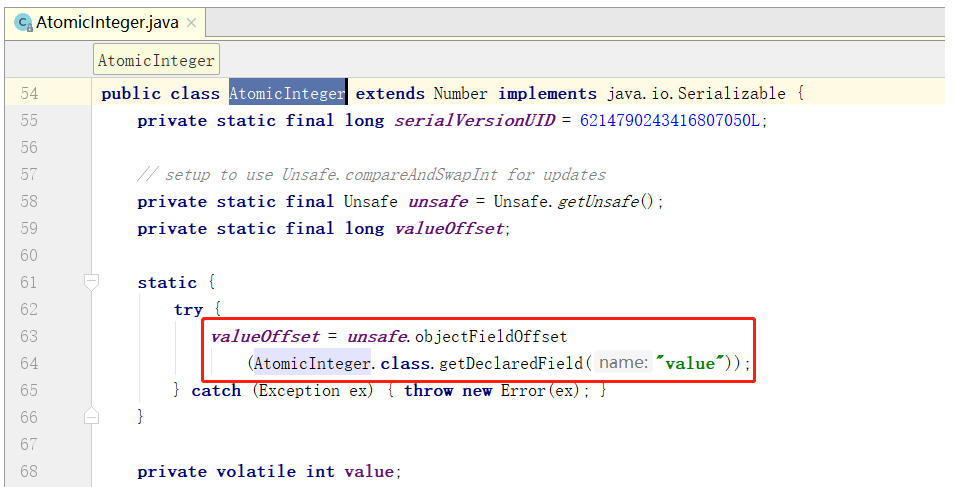 AtomicInteger.java
AtomicInteger
54 public class AtomicInteger extends Number implements java.io.Serializable {
55 private static final long serialVersionUID = 6214790243416807050L;
56
57 // setup to use Unsafe.compareAndSwapInt for updates
58 private static final Unsafe unsafe = Unsafe.getUnsafe();
59 private static final long valueOffset;
60
61 static {
62 try {
63 valueOffset = unsafe.objectFieldOffset
64 (AtomicInteger.class.getDeclaredField( name: "value"));
65 } catch (Exception ex) { throw new Error(ex); }
66 }
67
68 private volatile int value;